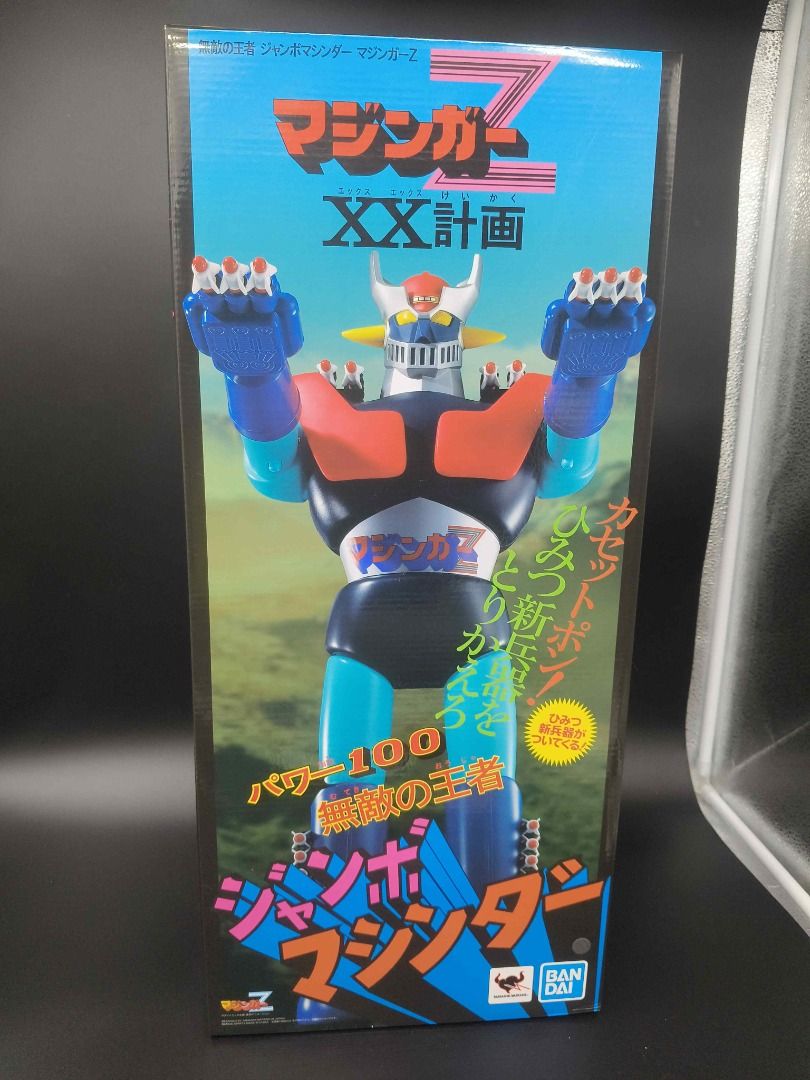 無敵の王者 ジャンボマシンダー マジンガーZ
マジンガーZ
エックス エックス けいかく
XX計画
マジンガーZ
カセットポン!
ひみつ新兵器を
とりかえろ
ひみつ
新兵器が
ついてくる!
パワー100
無敵の王者
ジャンボ
マシンダー
マジンガーZ
BAN
DAI